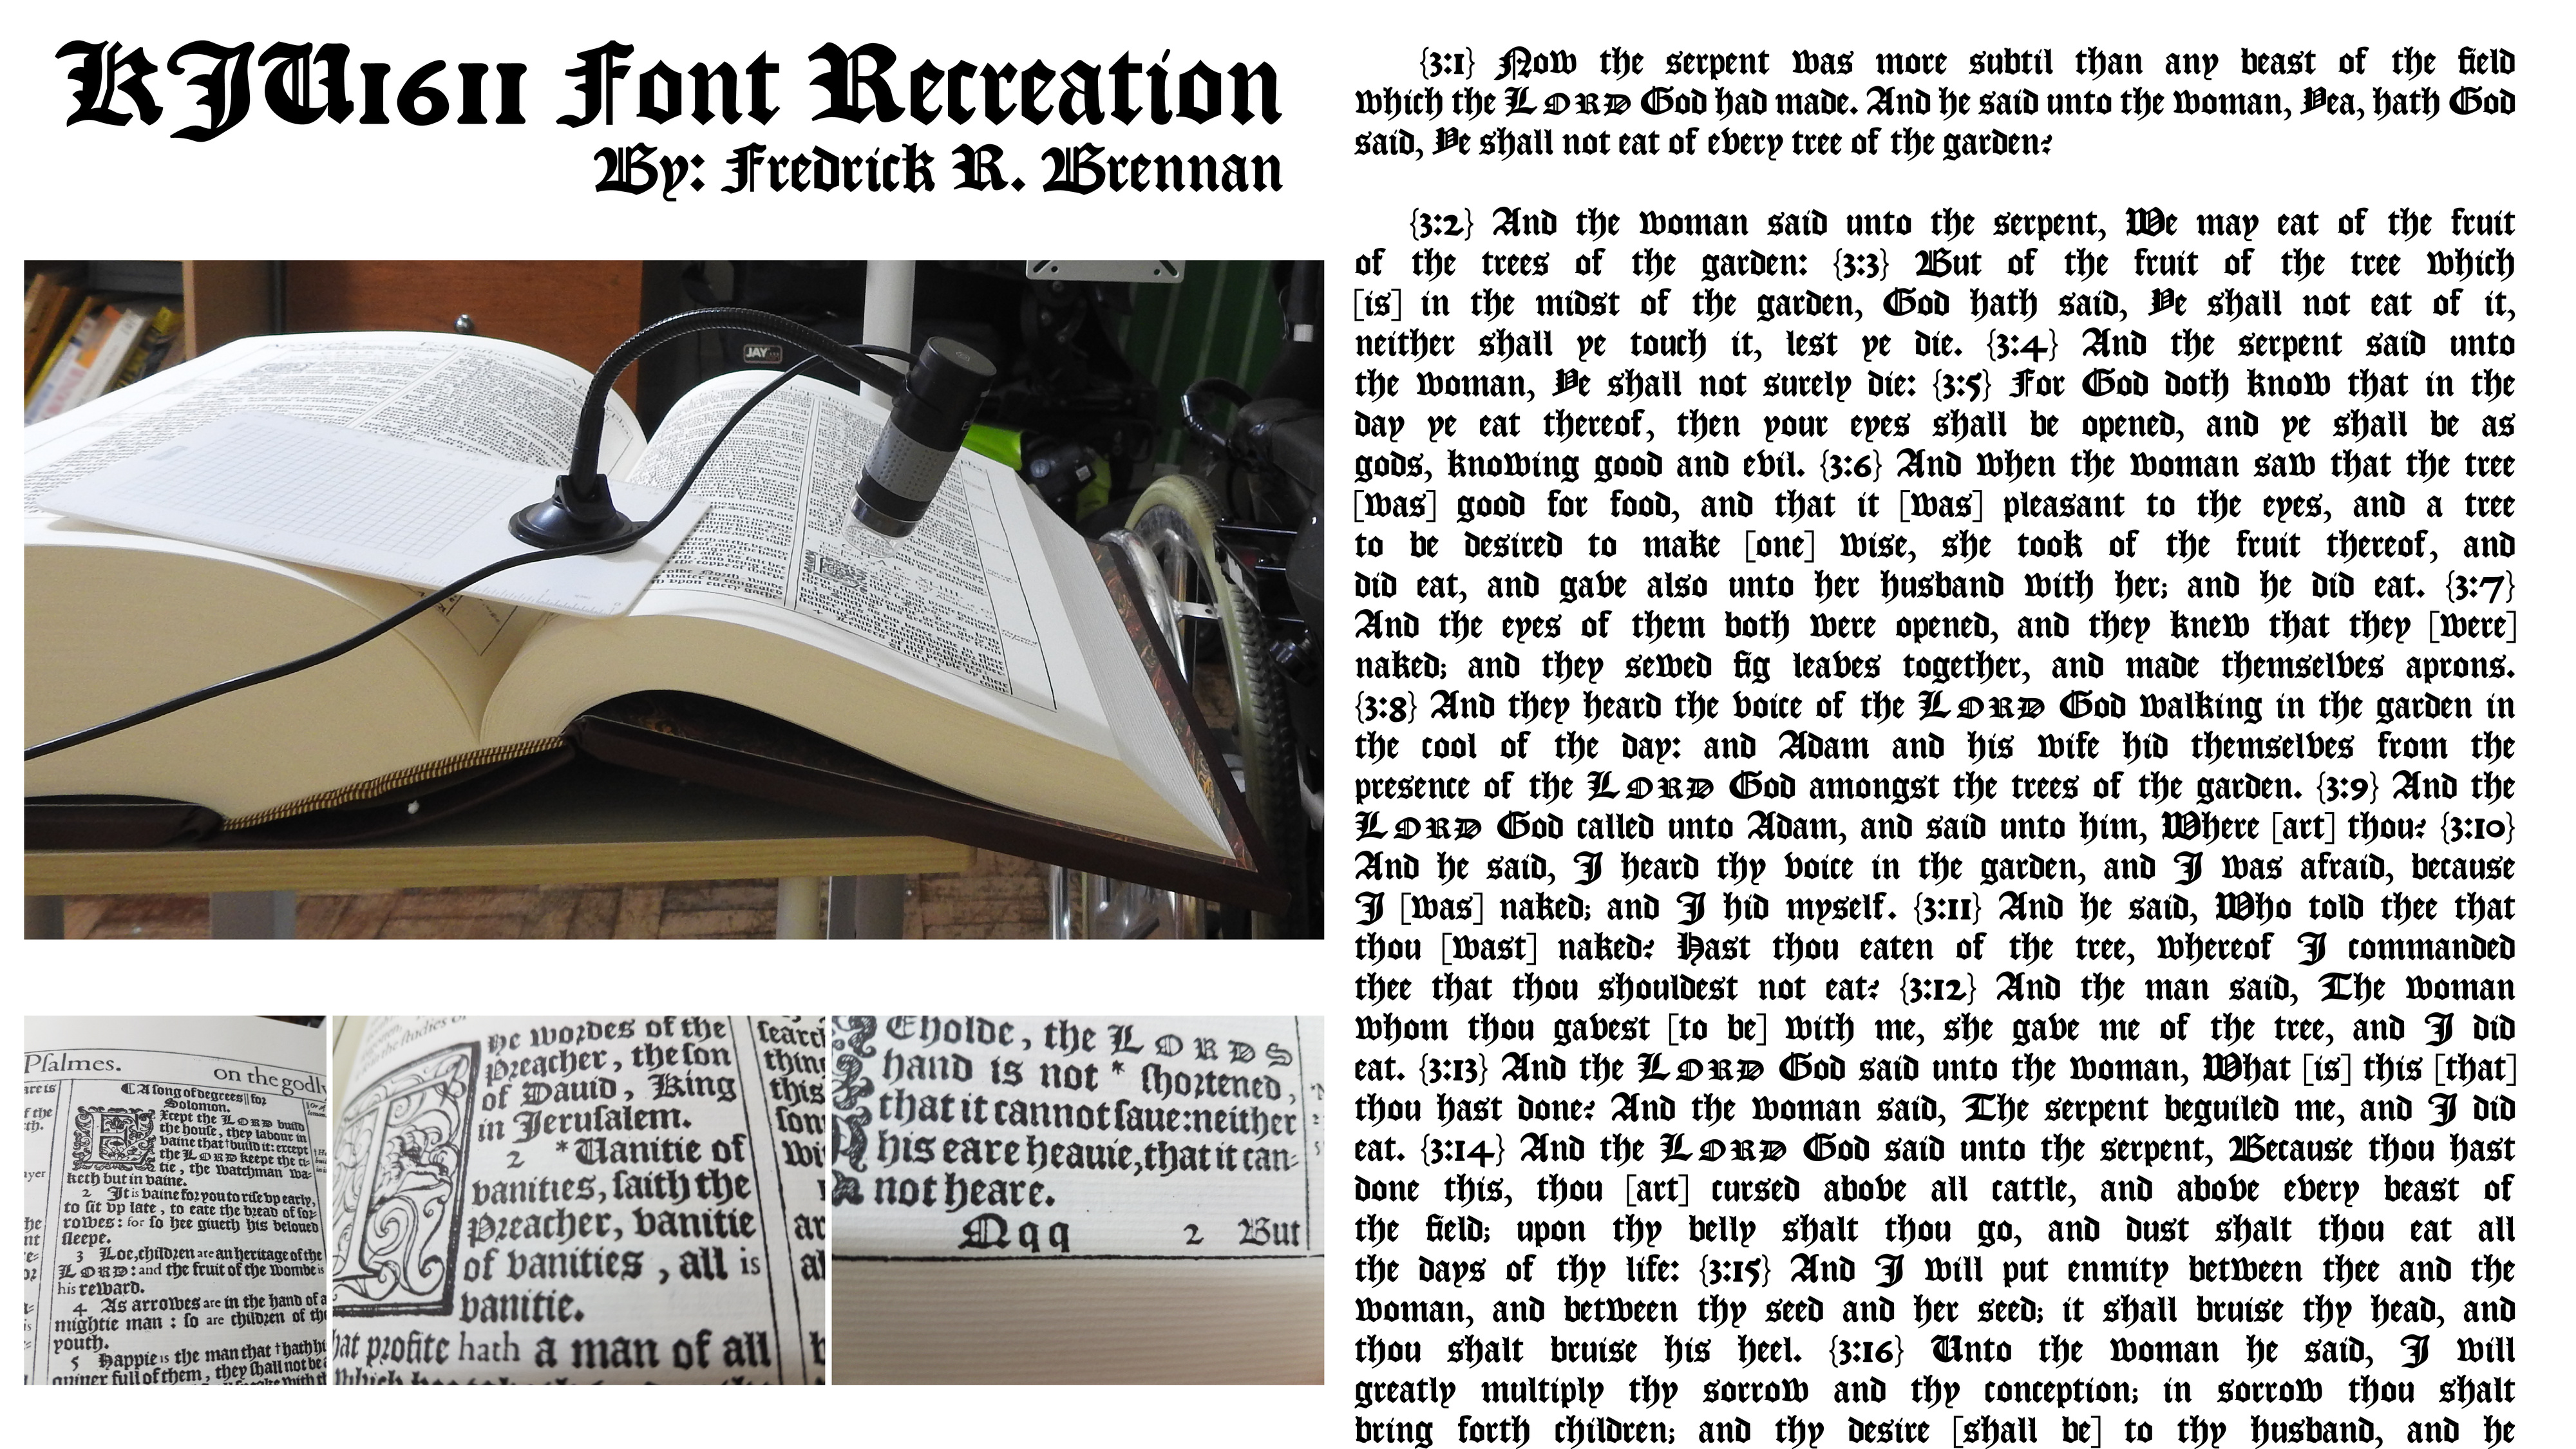 KJV1611 Font Recreation
By: Fredrick R. Brennan
JAY
Pſalmes.
on the godly
¶ A ſong of degrees || for
Solomon.
Except the LORD build
the houſe, they labour in
vaine that † build it: except
the LORD keepe the ci-
tie, the watchman wa-
keth but in vaine.
2 It is vaine for you to riſe vp early,
to ſit vp late, to eate the bread of ſor-
rowes: for ſo hee giueth his beloued
ſleepe.
3 Loe, children are an heritage of the
LORD: and the fruit of the wombe is
his reward.
4 As arrowes are in the hand of a
mightie man: ſo are children of the
youth.
5 Happie is the man that † hath hi
quiuer full of them, they ſhall not be a
He wordes of the
Preacher, the ſon
of Dauid, King
in Jeruſalem.
2 *Uanitie of
vanities, ſaith the
Preacher, vanitie
of vanities, all is
vanitie.
hat profite hath a man of all
ſearch
this
Eholde, the LORDS
hand is not * ſhortened,
that it cannot ſaue: neither
his eare heauie, that it can-
not heare.
Nqq 2 But
{3:1} Now the serpent was more subtil than any beast of the field
which the LORD God had made. And he said unto the woman, Yea, hath God
said, Ye shall not eat of every tree of the garden?
{3:2} And the woman said unto the serpent, We may eat of the fruit
of the trees of the garden: {3:3} But of the fruit of the tree which
[is] in the midst of the garden, God hath said, Ye shall not eat of it,
neither shall ye touch it, lest ye die. {3:4} And the serpent said unto
the woman, Ye shall not surely die: {3:5} For God doth know that in the
day ye eat thereof, then your eyes shall be opened, and ye shall be as
gods, knowing good and evil. {3:6} And when the woman saw that the tree
[was] good for food, and that it [was] pleasant to the eyes, and a tree
to be desired to make [one] wise, she took of the fruit thereof, and
did eat, and gave also unto her husband with her; and he did eat. {3:7}
And the eyes of them both were opened, and they knew that they [were]
naked; and they sewed fig leaves together, and made themselves aprons.
{3:8} And they heard the voice of the LORD God walking in the garden in
the cool of the day: and Adam and his wife hid themselves from the
presence of the LORD God amongst the trees of the garden. {3:9} And the
LORD God called unto Adam, and said unto him, Where [art] thou? {3:10}
And he said, I heard thy voice in the garden, and I was afraid, because
I [was] naked; and I hid myself. {3:11} And he said, Who told thee that
thou [wast] naked? Hast thou eaten of the tree, whereof I commanded
thee that thou shouldest not eat? {3:12} And the man said, The woman
whom thou gavest [to be] with me, she gave me of the tree, and I did
eat. {3:13} And the LORD God said unto the woman, What [is] this [that]
thou hast done? And the woman said, The serpent beguiled me, and I did
eat. {3:14} And the LORD God said unto the serpent, Because thou hast
done this, thou [art] cursed above all cattle, and above every beast of
the field; upon thy belly shalt thou go, and dust shalt thou eat all
the days of thy life: {3:15} And I will put enmity between thee and the
woman, and between thy seed and her seed; it shall bruise thy head, and
thou shalt bruise his heel. {3:16} Unto the woman he said, I will
greatly multiply thy sorrow and thy conception; in sorrow thou shalt
bring forth children; and thy desire [shall be] to thy husband, and he